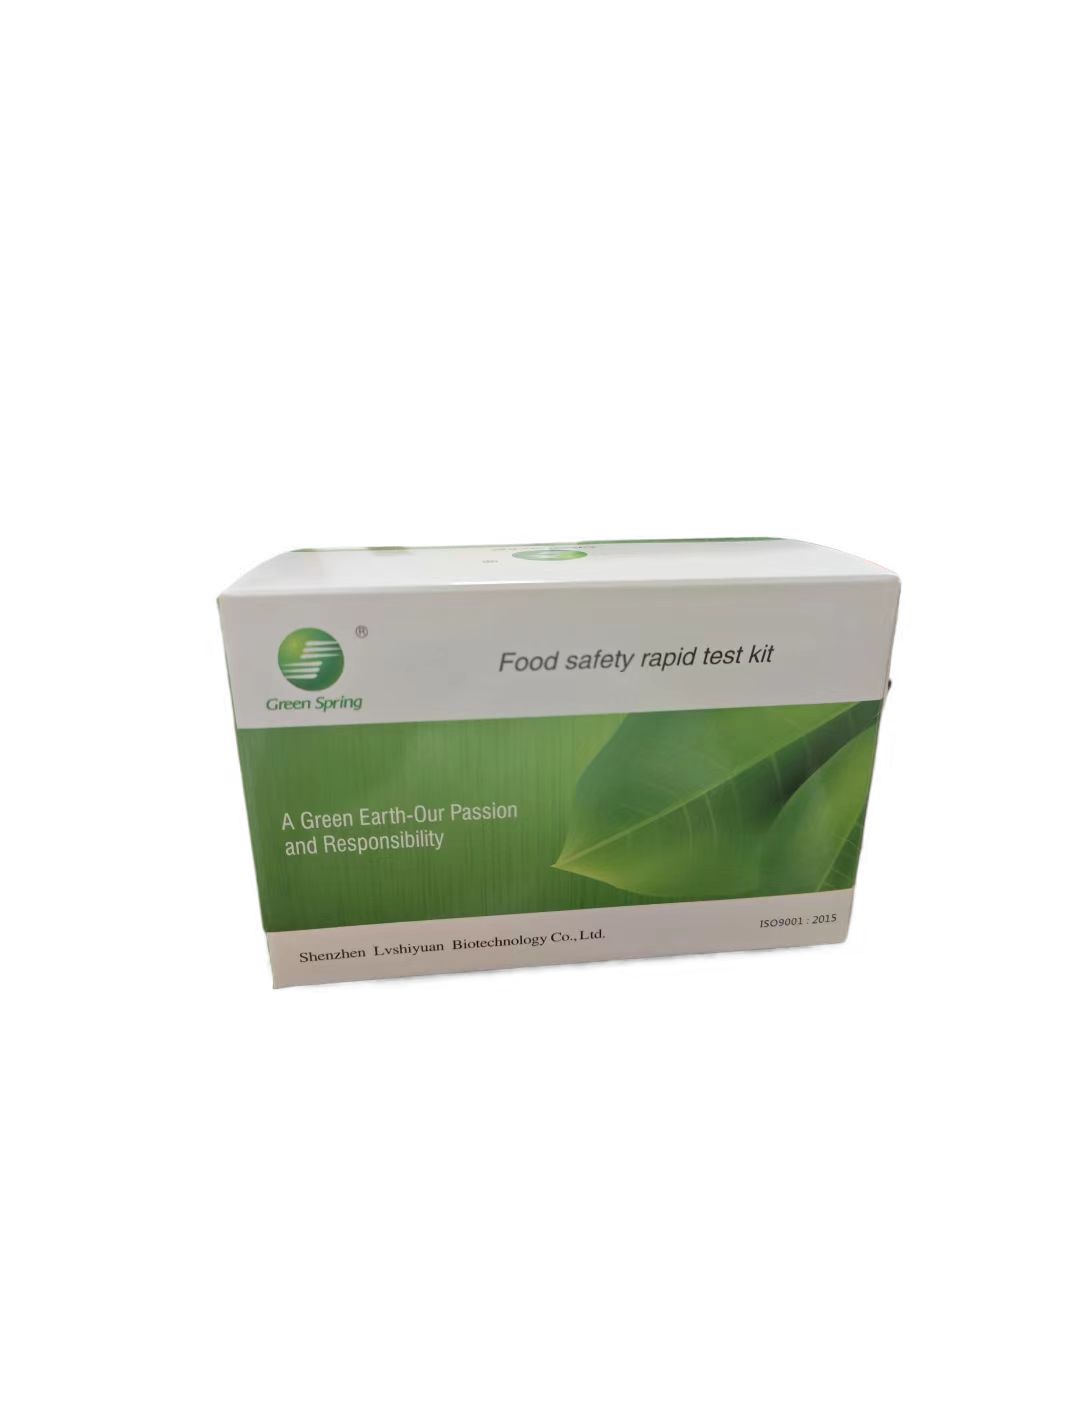 ®
Green Spring
Food safety rapid test kit
A Green Earth-Our Passion
and Responsibility
Shenzhen Lvshiyuan Biotechnology Co., Ltd.
ISO9001 : 2015